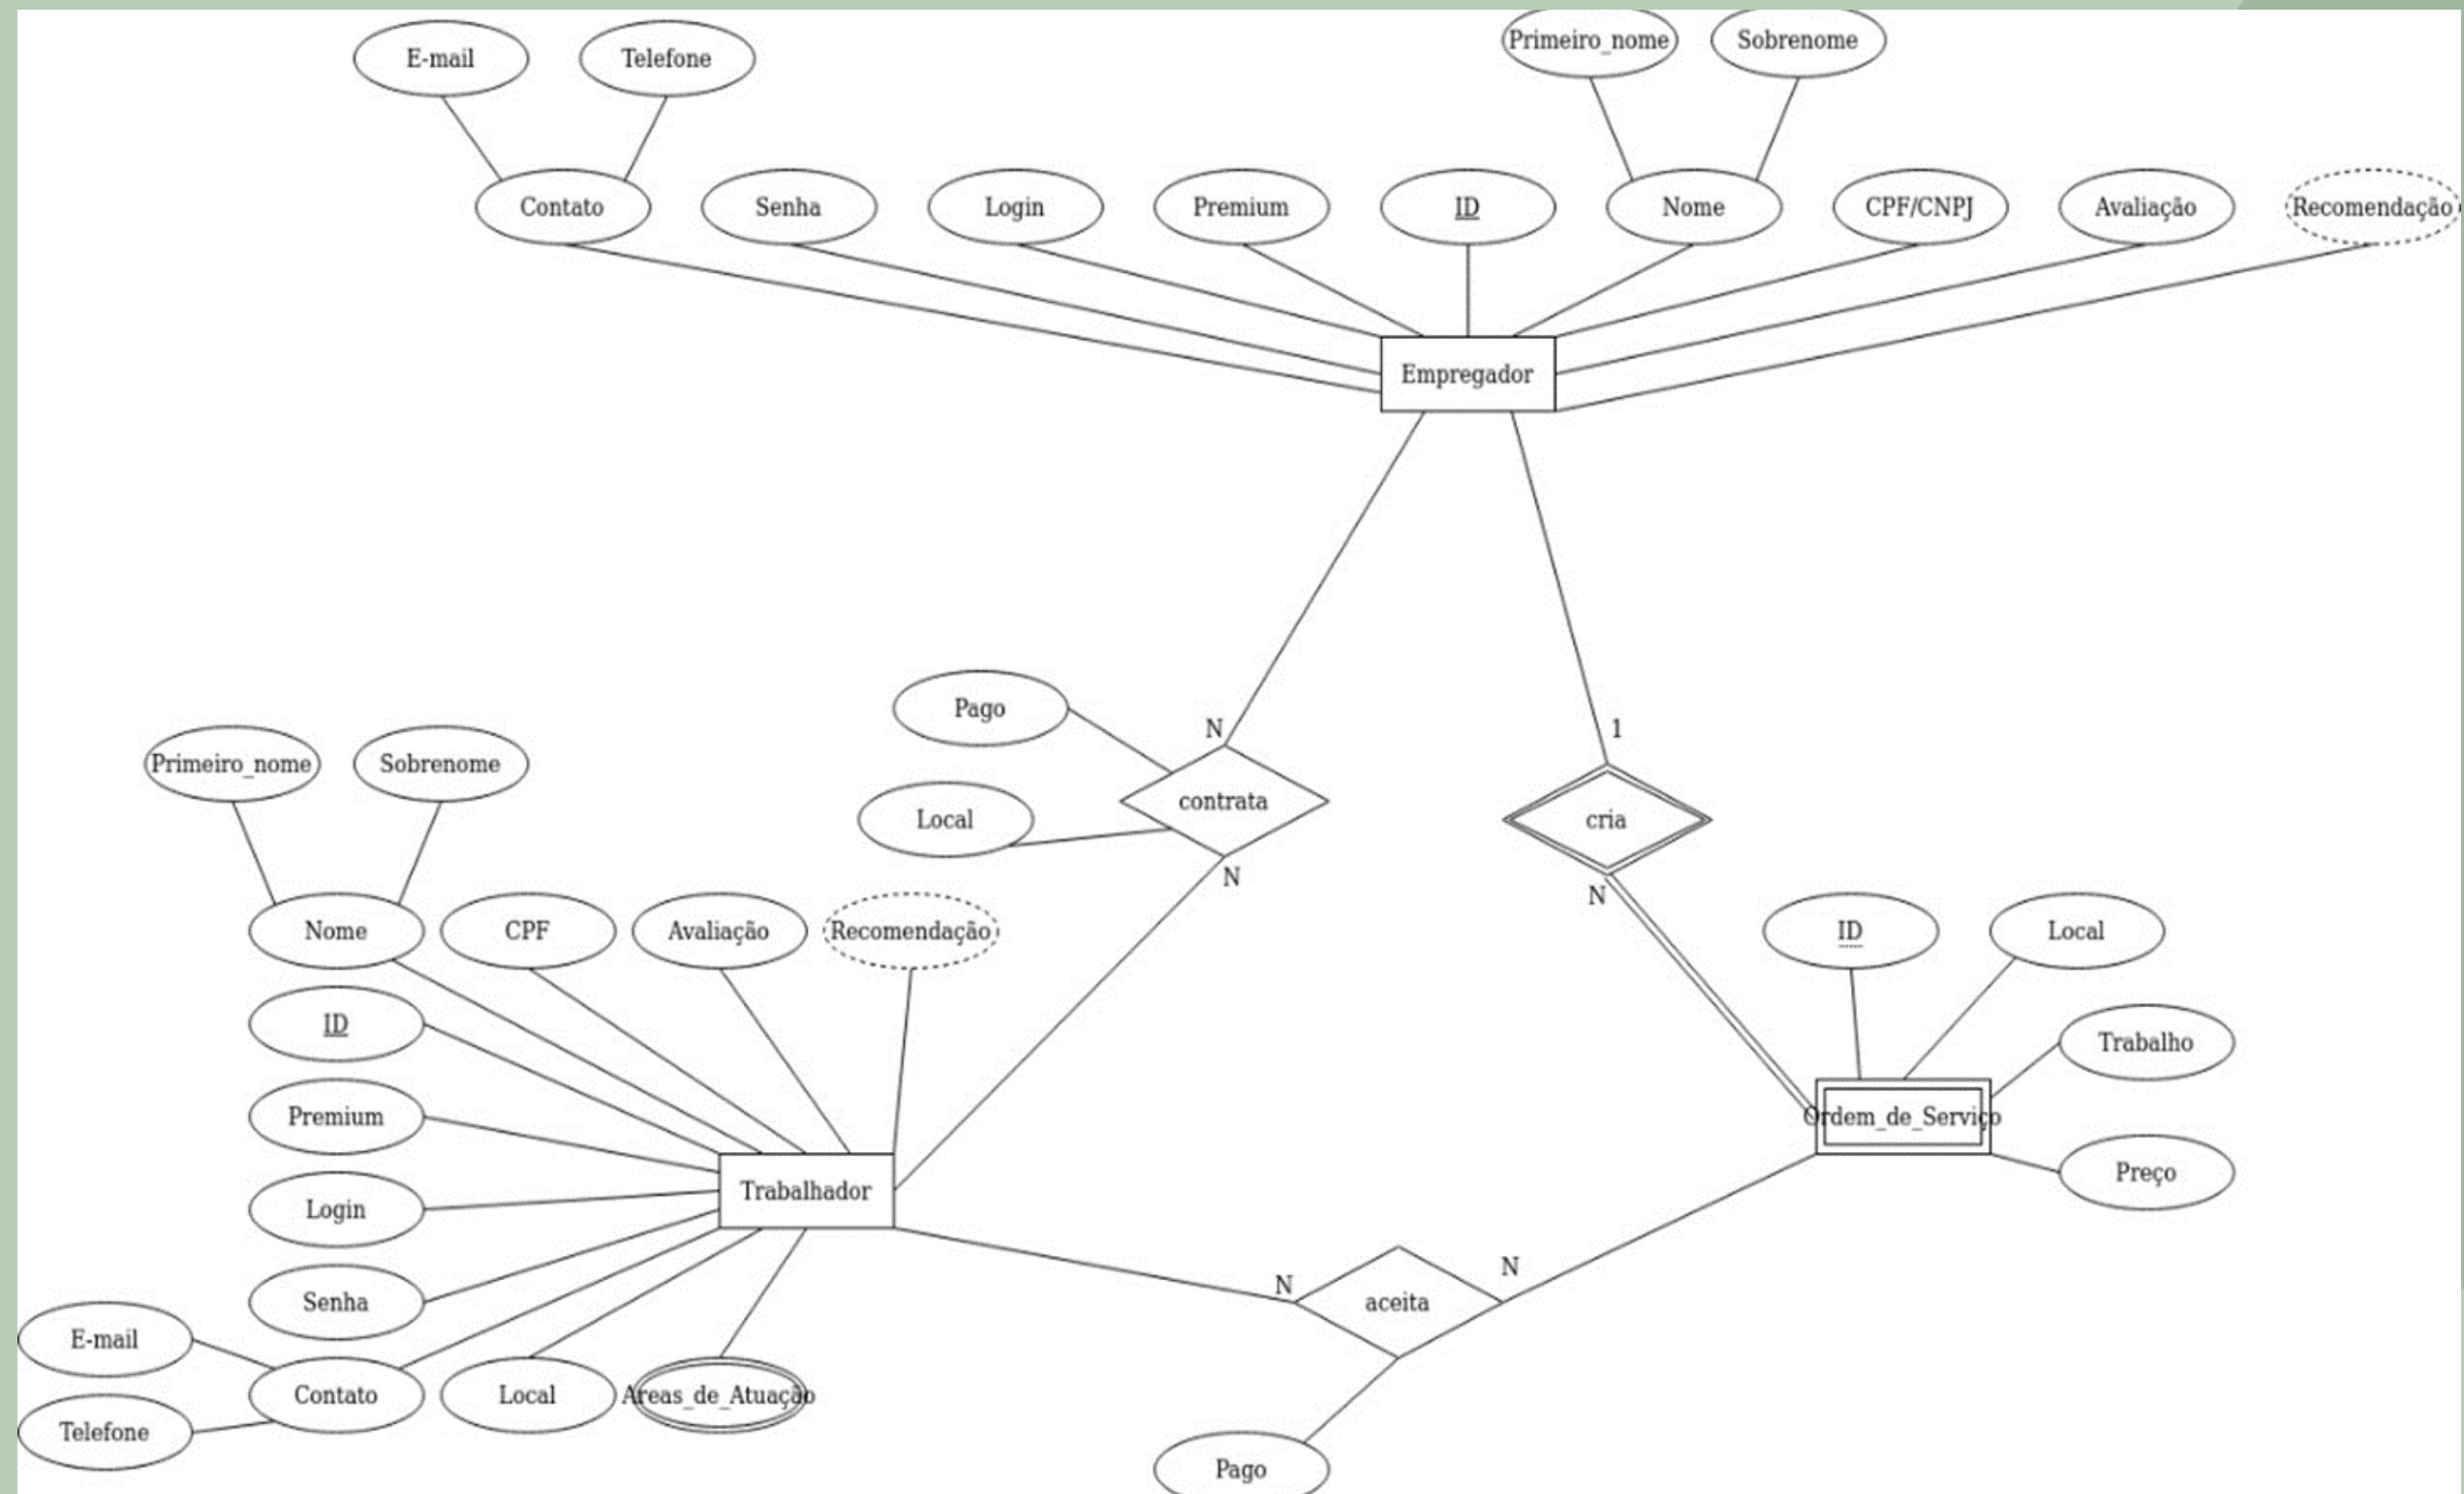 Primeiro_nome
Sobrenome
E-mail
Telefone
Contato
Senha
Login
Premium
ID
Nome
CPF/CNPJ
Avaliação
Recomendação
Empregador
Pago
N
1
Primeiro_nome
Sobrenome
contrata
Local
cria
N
N
Nome
CPF
Avaliação
Recomendação
ID
Local
ID
Trabalho
Premium
Ordem_de_Serviço
Preço
Trabalhador
Login
N
N
Senha
aceita
E-mail
Contato
Local
Areas_de_Atuação
Telefone
Pago